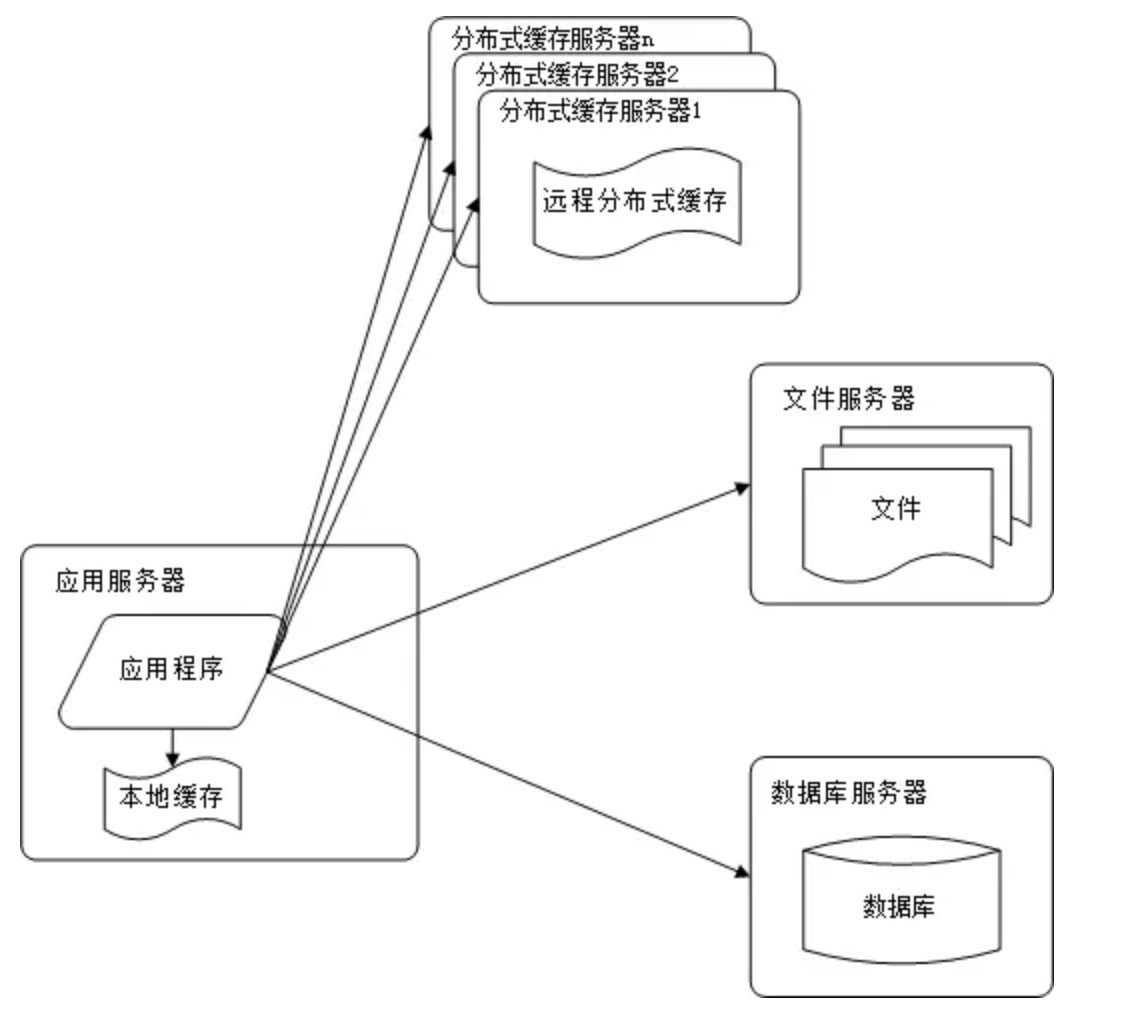 分布式缓存服务器n
分布式缓存服务器2
分布式缓存服务器1
远程分布式缓存
文件服务器
文件
应用服务器
应用程序
本地缓存
数据库服务器
数据库